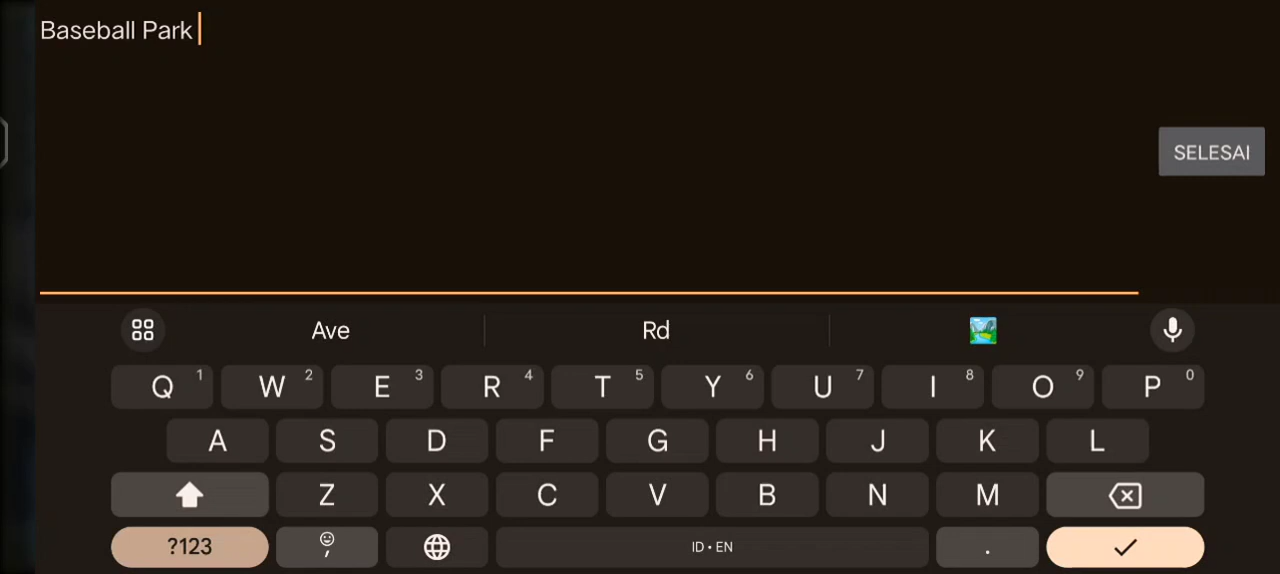 Baseball Park
SELESAI
Ave Rd
Q 1 W 2 E 3 R 4 T 5 Y 6 U 7 I 8 O 9 P 0
A S D F G H J K L
Z X C V B N M
?123 , ID • EN .